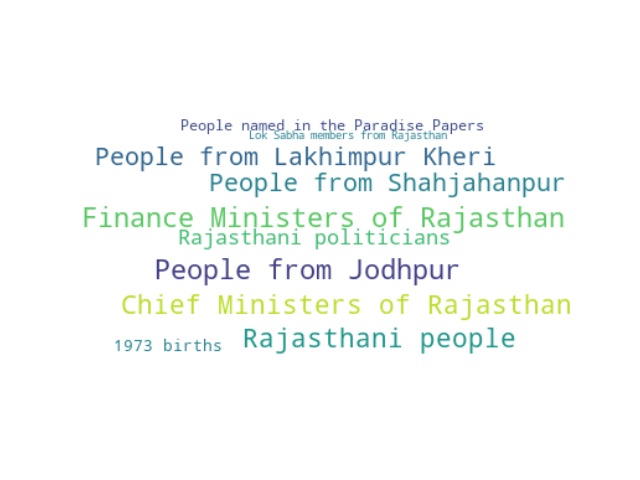 People named in the Paradise Papers
Lok Sabha members from Rajasthan
People from Lakhimpur Kheri
People from Shahjahanpur
Finance Ministers of Rajasthan
Rajasthani politicians
People from Jodhpur
Chief Ministers of Rajasthan
1973 births Rajasthani people